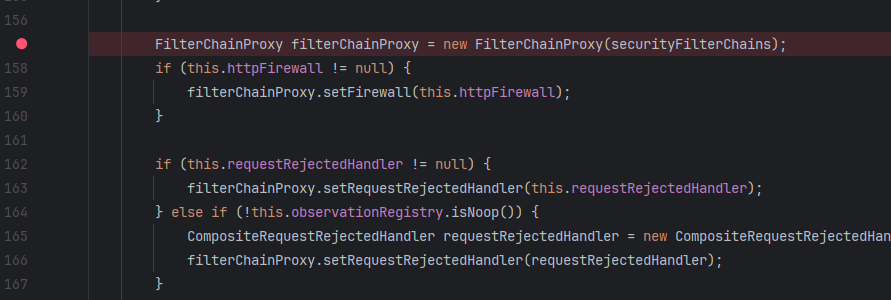 156
FilterChainProxy filterChainProxy = new FilterChainProxy(securityFilterChains);
158 if (this.httpFirewall != null) {
159 filterChainProxy.setFirewall(this.httpFirewall);
160 }
161
162 if (this.requestRejectedHandler != null) {
163 filterChainProxy.setRequestRejectedHandler(this.requestRejectedHandler);
164 } else if (!this.observationRegistry.isNoop()) {
165 CompositeRequestRejectedHandler requestRejectedHandler = new CompositeRequestRejectedHan
166 filterChainProxy.setRequestRejectedHandler(requestRejectedHandler);
167 }